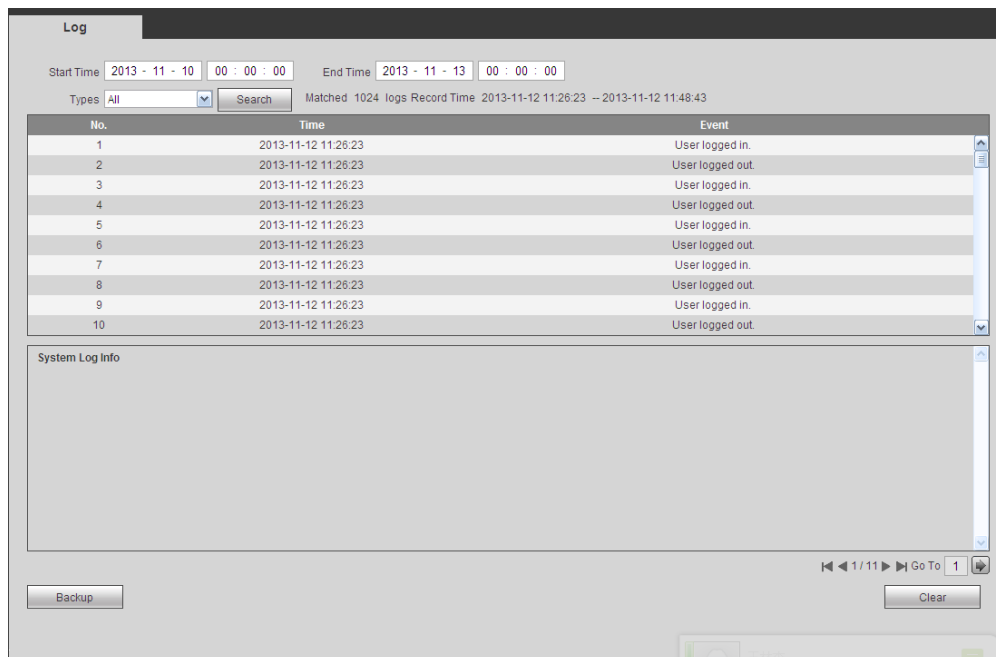 Log
Start Time 2013 - 11 - 10 00 : 00 : 00 End Time 2013 - 11 - 13 00 : 00 : 00
Types All Search Matched 1024 logs Record Time 2013-11-12 11:26:23 -- 2013-11-12 11:48:43
No. Time Event
1 2013-11-12 11:26:23 User logged in.
2 2013-11-12 11:26:23 User logged out.
3 2013-11-12 11:26:23 User logged in.
4 2013-11-12 11:26:23 User logged out.
5 2013-11-12 11:26:23 User logged in.
6 2013-11-12 11:26:23 User logged out.
7 2013-11-12 11:26:23 User logged in.
8 2013-11-12 11:26:23 User logged out.
9 2013-11-12 11:26:23 User logged in.
10 2013-11-12 11:26:23 User logged out.
System Log Info
1 / 11 Go To 1
Backup Clear